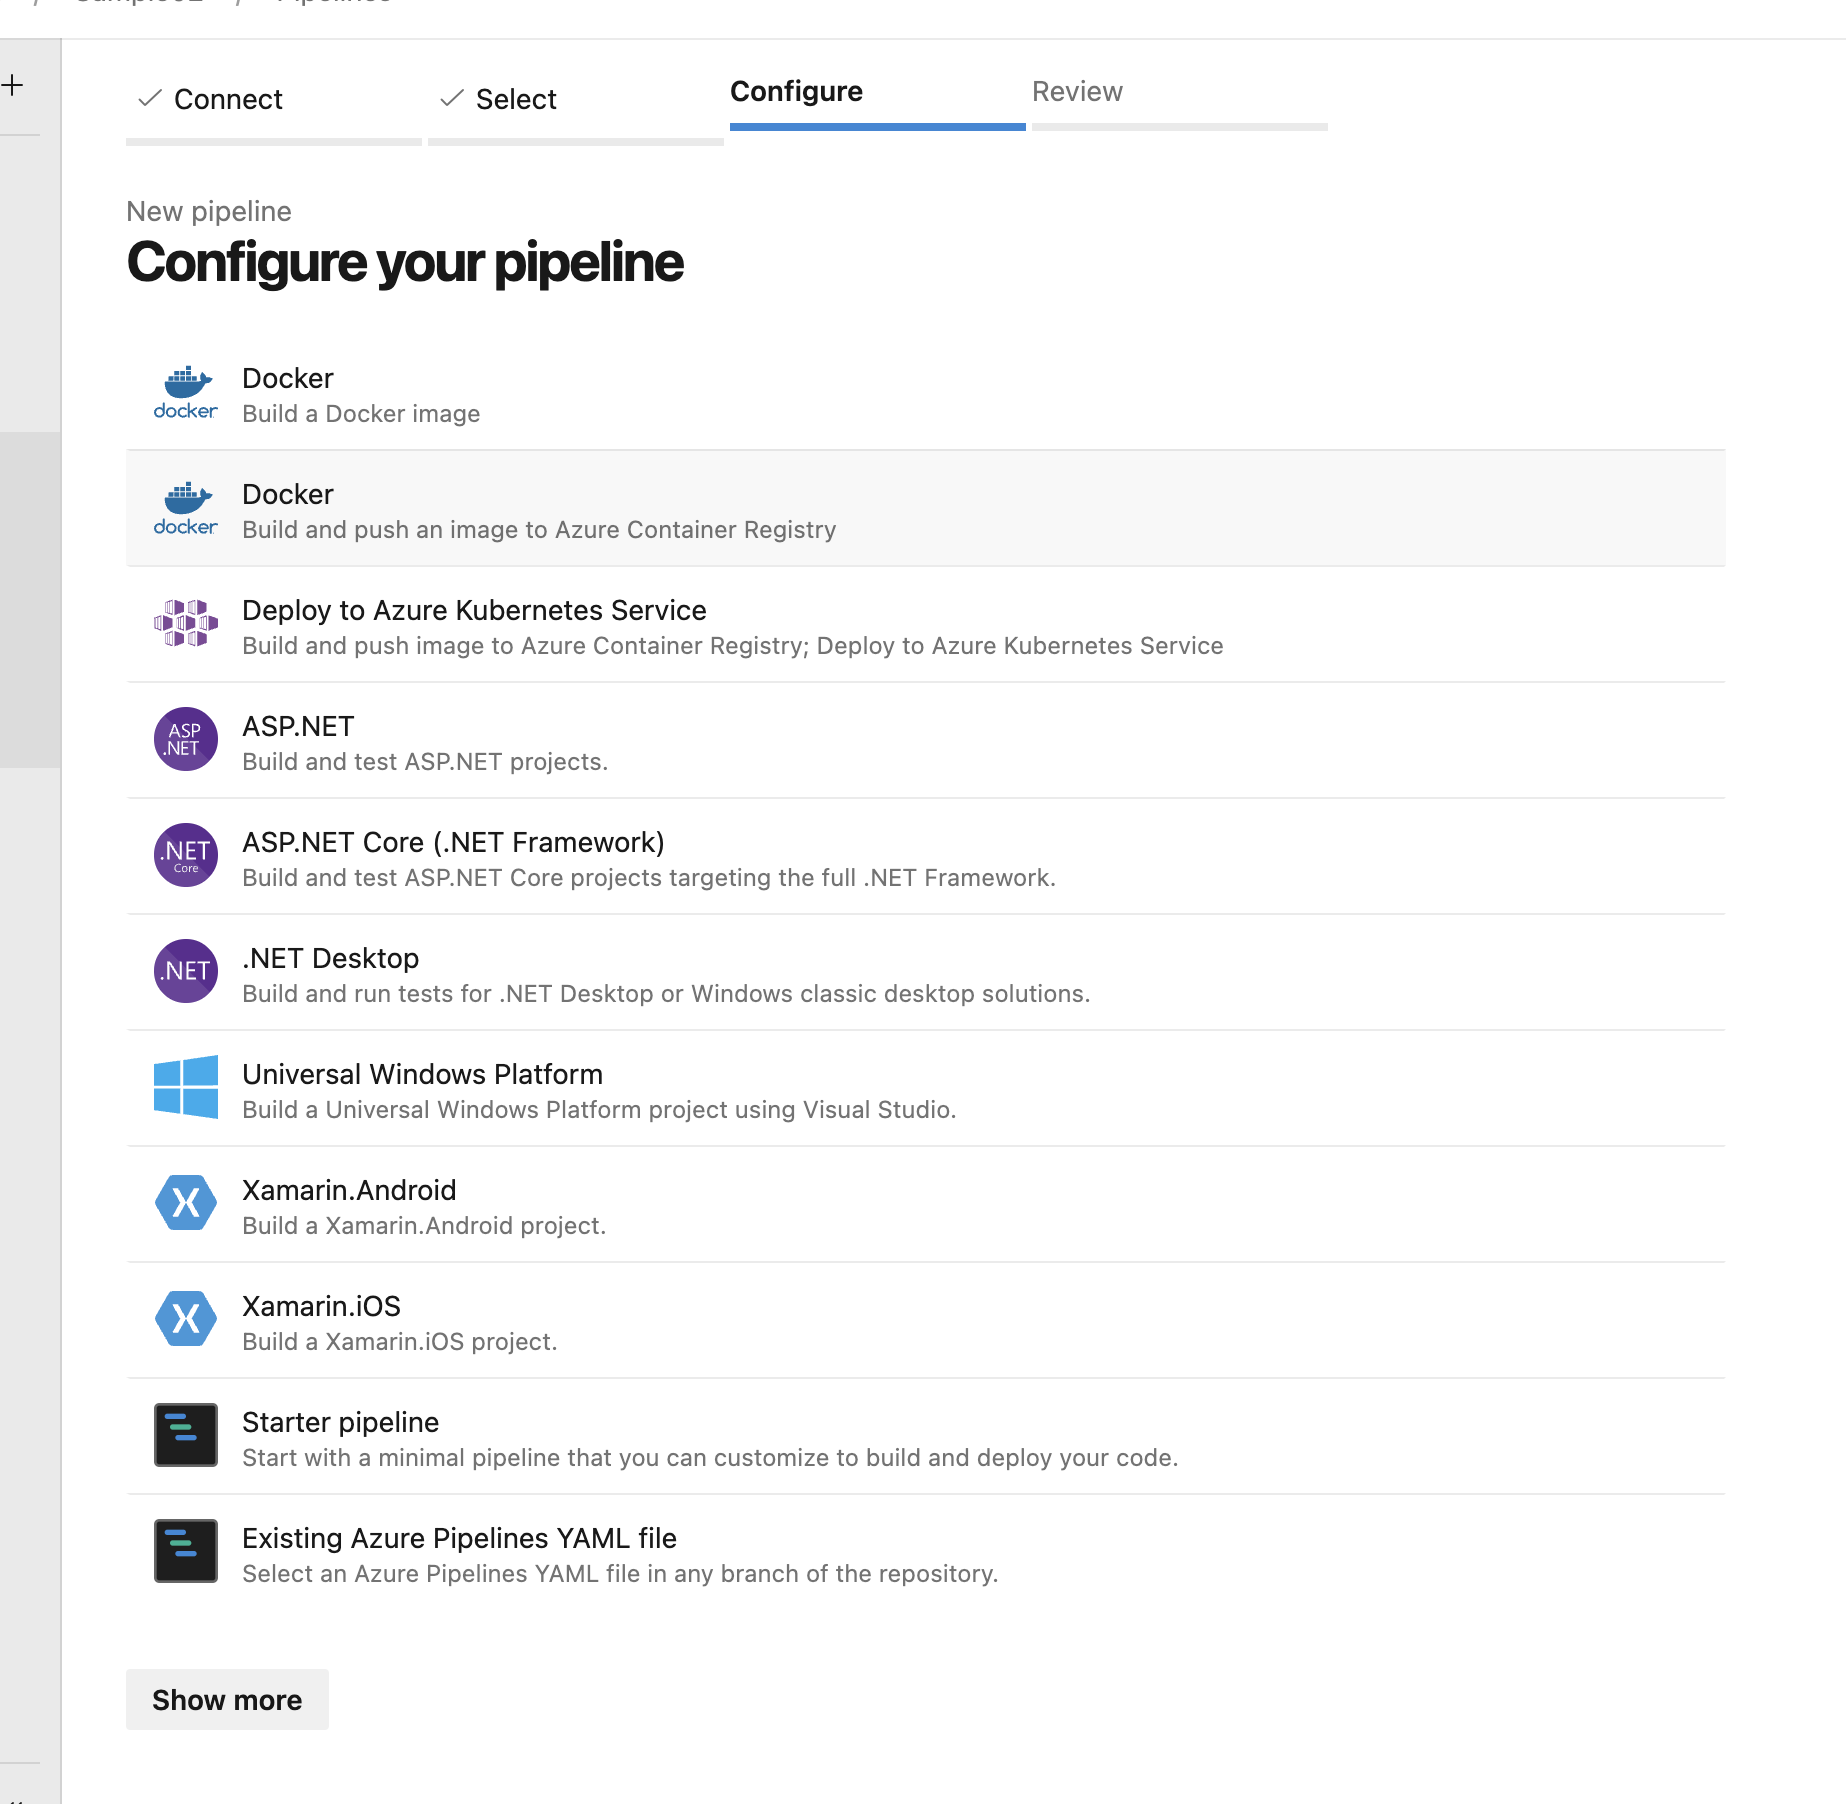 Connect
Select
Configure
Review
New pipeline
Configure your pipeline
docker
Docker
Build a Docker image
docker
Docker
Build and push an image to Azure Container Registry
Deploy to Azure Kubernetes Service
Build and push image to Azure Container Registry; Deploy to Azure Kubernetes Service
ASP
.NET
ASP.NET
Build and test ASP.NET projects.
.NET
Core
ASP.NET Core (.NET Framework)
Build and test ASP.NET Core projects targeting the full .NET Framework.
.NET
.NET Desktop
Build and run tests for .NET Desktop or Windows classic desktop solutions.
Universal Windows Platform
Build a Universal Windows Platform project using Visual Studio.
Xamarin.Android
Build a Xamarin.Android project.
Xamarin.iOS
Build a Xamarin.iOS project.
Starter pipeline
Start with a minimal pipeline that you can customize to build and deploy your code.
Existing Azure Pipelines YAML file
Select an Azure Pipelines YAML file in any branch of the repository.
Show more